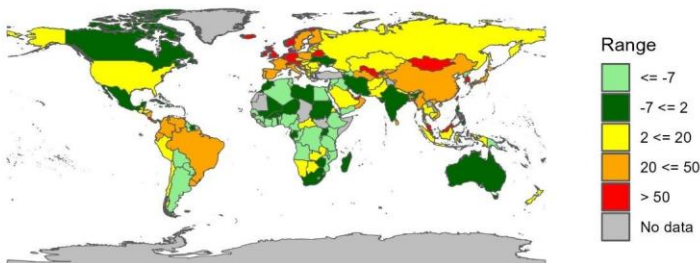 Range
<= -7
-7 <= 2
2 <= 20
20 <= 50
> 50
No data